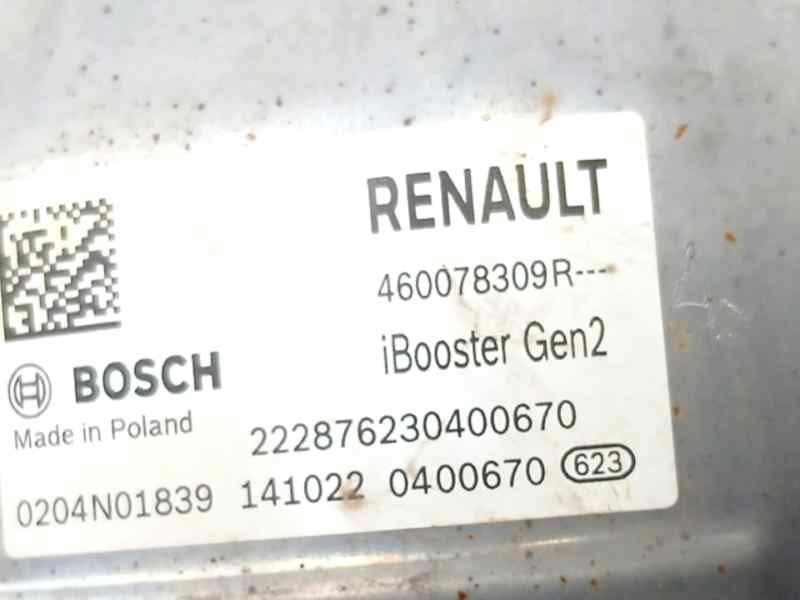 RENAULT
460078309R---
iBooster Gen2
BOSCH
Made in Poland
222876230400670
0204N01839 141022 0400670 623